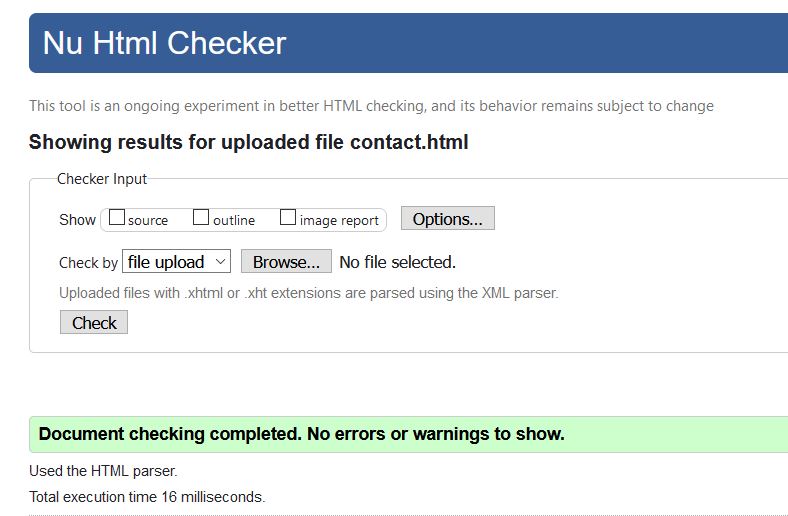 Nu Html Checker
This tool is an ongoing experiment in better HTML checking, and its behavior remains subject to change
Showing results for uploaded file contact.html
Checker Input
Show source outline image report Options...
Check by file upload Browse... No file selected.
Uploaded files with .xhtml or .xht extensions are parsed using the XML parser.
Check
Document checking completed. No errors or warnings to show.
Used the HTML parser.
Total execution time 16 milliseconds.